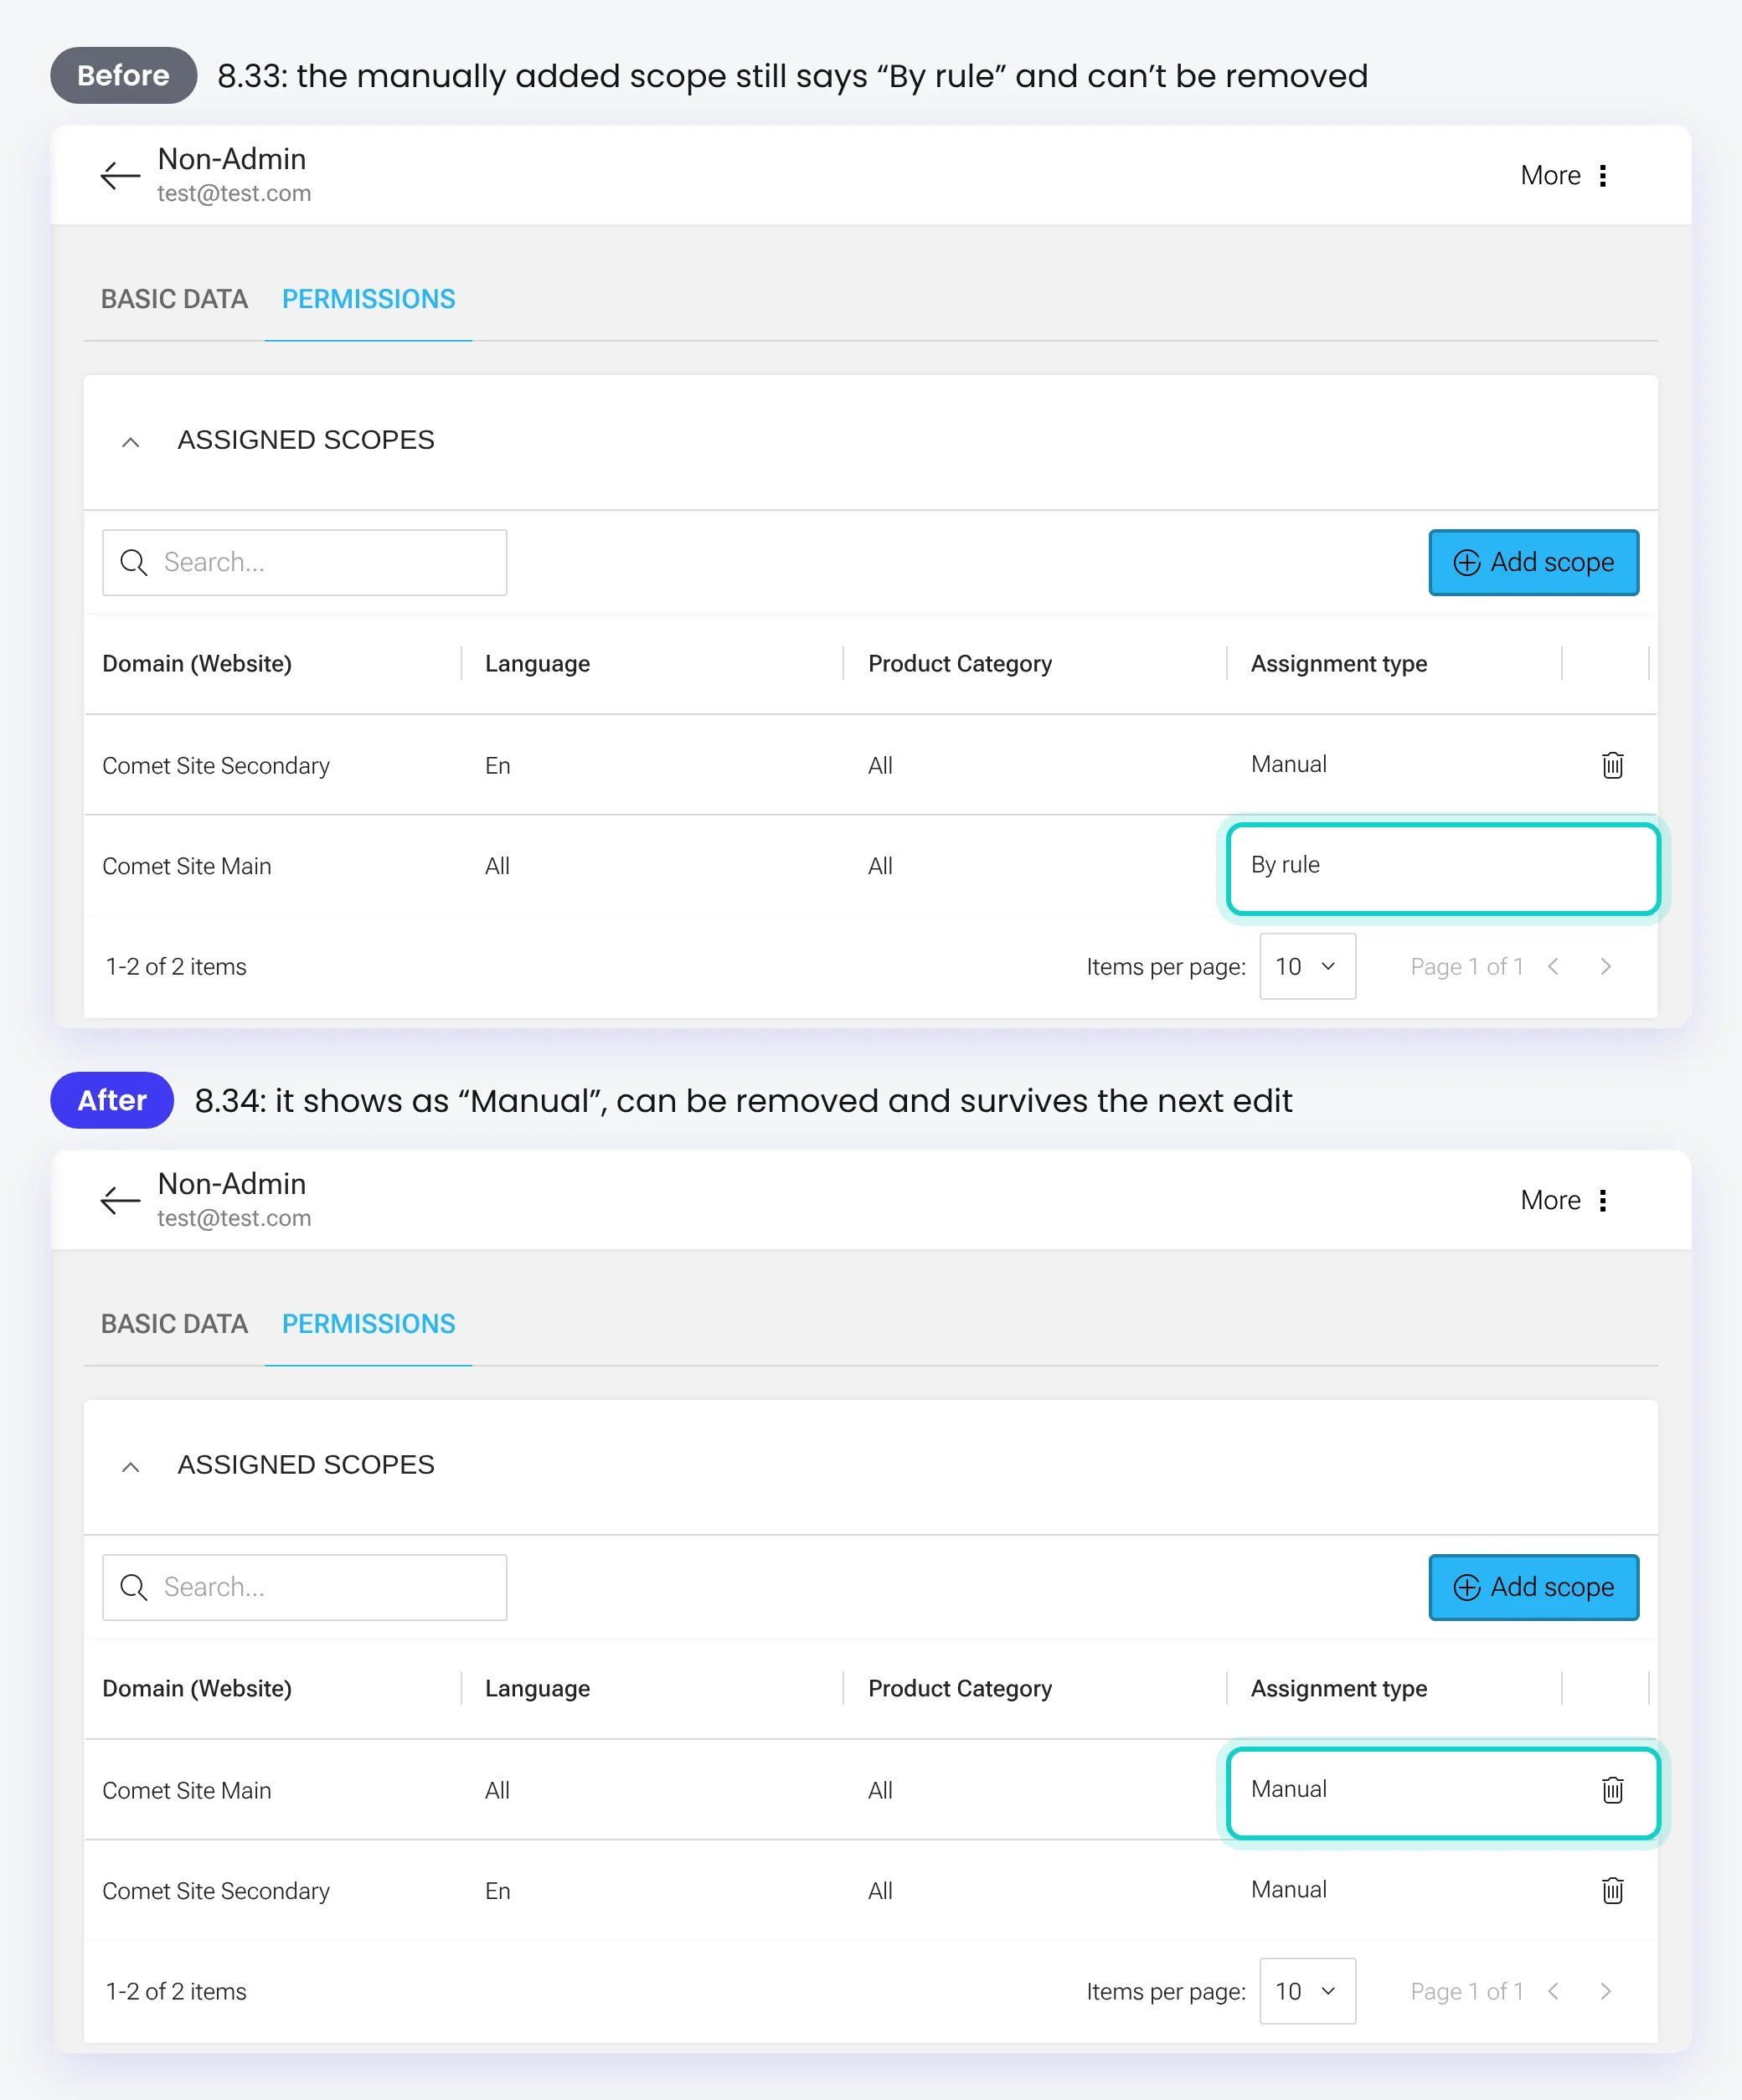 Before 8.33: the manually added scope still says “By rule” and can’t be removed
Non-Admin
test@test.com
More
BASIC DATA PERMISSIONS
ASSIGNED SCOPES
Search...
Add scope
Domain (Website) Language Product Category Assignment type
Comet Site Secondary En All Manual
Comet Site Main All All By rule
1-2 of 2 items Items per page: 10 Page 1 of 1
After 8.34: it shows as “Manual”, can be removed and survives the next edit
Non-Admin
test@test.com
More
BASIC DATA PERMISSIONS
ASSIGNED SCOPES
Search...
Add scope
Domain (Website) Language Product Category Assignment type
Comet Site Main All All Manual
Comet Site Secondary En All Manual
1-2 of 2 items Items per page: 10 Page 1 of 1